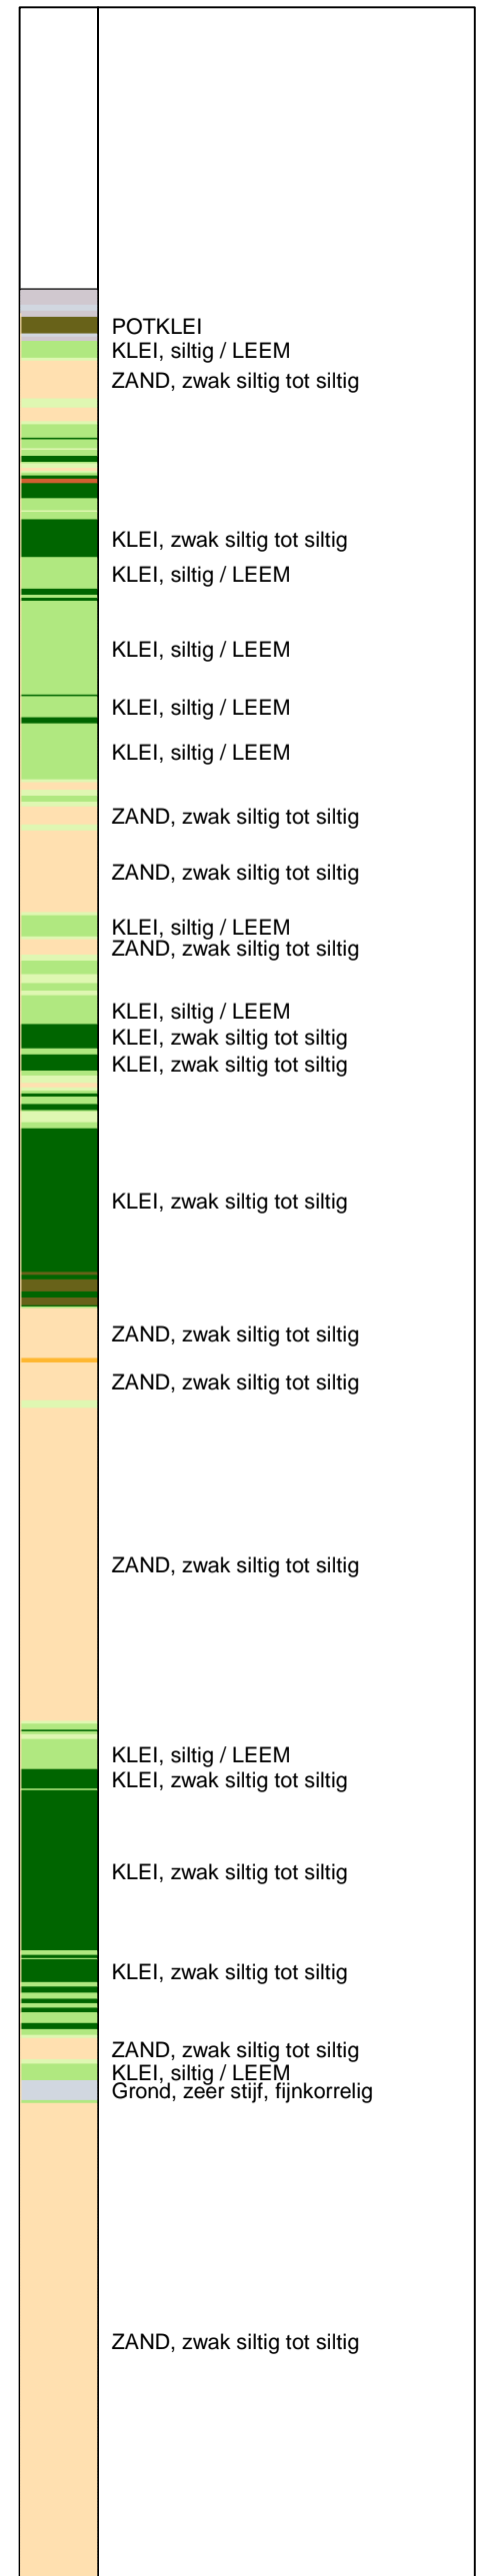 POTKLEI
KLEI, siltig / LEEM
ZAND, zwak siltig tot siltig
KLEI, zwak siltig tot siltig
KLEI, siltig / LEEM
KLEI, siltig / LEEM
KLEI, siltig / LEEM
KLEI, siltig / LEEM
ZAND, zwak siltig tot siltig
ZAND, zwak siltig tot siltig
KLEI, siltig / LEEM
ZAND, zwak siltig tot siltig
KLEI, siltig / LEEM
KLEI, zwak siltig tot siltig
KLEI, zwak siltig tot siltig
KLEI, zwak siltig tot siltig
ZAND, zwak siltig tot siltig
ZAND, zwak siltig tot siltig
ZAND, zwak siltig tot siltig
KLEI, siltig / LEEM
KLEI, zwak siltig tot siltig
KLEI, zwak siltig tot siltig
KLEI, zwak siltig tot siltig
ZAND, zwak siltig tot siltig
KLEI, siltig / LEEM
Grond, zeer stijf, fijnkorrelig
ZAND, zwak siltig tot siltig